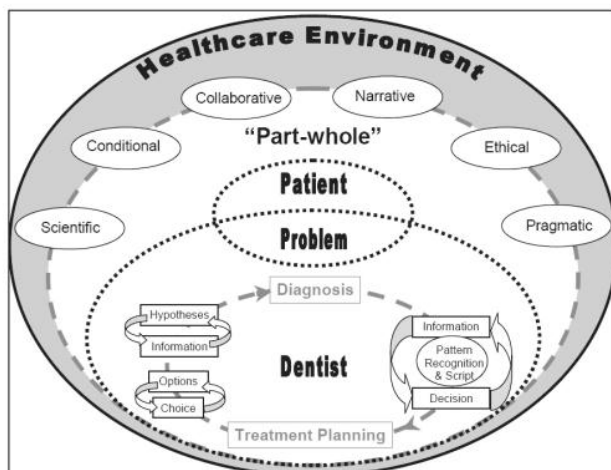 Healthcare Environment
Collaborative
Narrative
Conditional
“Part-whole”
Ethical
Patient
Scientific
Problem
Pragmatic
Diagnosis
Hypotheses
Information
Information
Pattern
Recognition
& Script
Dentist
Options
Choice
Decision
Treatment Planning